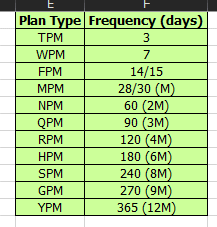 E F
Plan Type Frequency (days)
TPM 3
WPM 7
FPM 14/15
MPM 28/30 (M)
NPM 60 (2M)
QPM 90 (3M)
RPM 120 (4M)
HPM 180 (6M)
SPM 240 (8M)
GPM 270 (9M)
YPM 365 (12M)